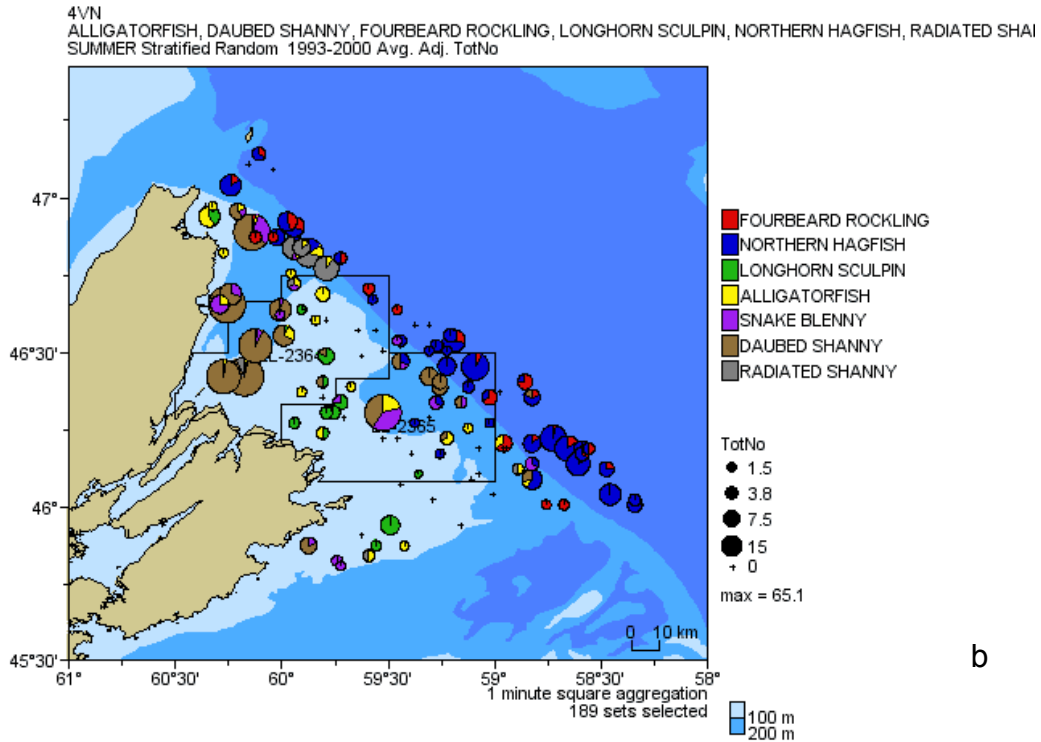 4VN
ALLIGATORFISH, DAUBED SHANNY, FOURBEARD ROCKLING, LONGHORN SCULPIN, NORTHERN HAGFISH, RADIATED SHAI
SUMMER Stratified Random 1993-2000 Avg. Adj. TotNo
47°
46°30'
46°
45°30'
61°
60°30'
60°
59°30'
59°
58°30'
58°
-2364
2365
0 10 km
1 minute square aggregation
189 sets selected
FOURBEARD ROCKLING
NORTHERN HAGFISH
LONGHORN SCULPIN
ALLIGATORFISH
SNAKE BLENNY
DAUBED SHANNY
RADIATED SHANNY
TotNo
1.5
3.8
7.5
15
0
max = 65.1
b
100 m
200 m